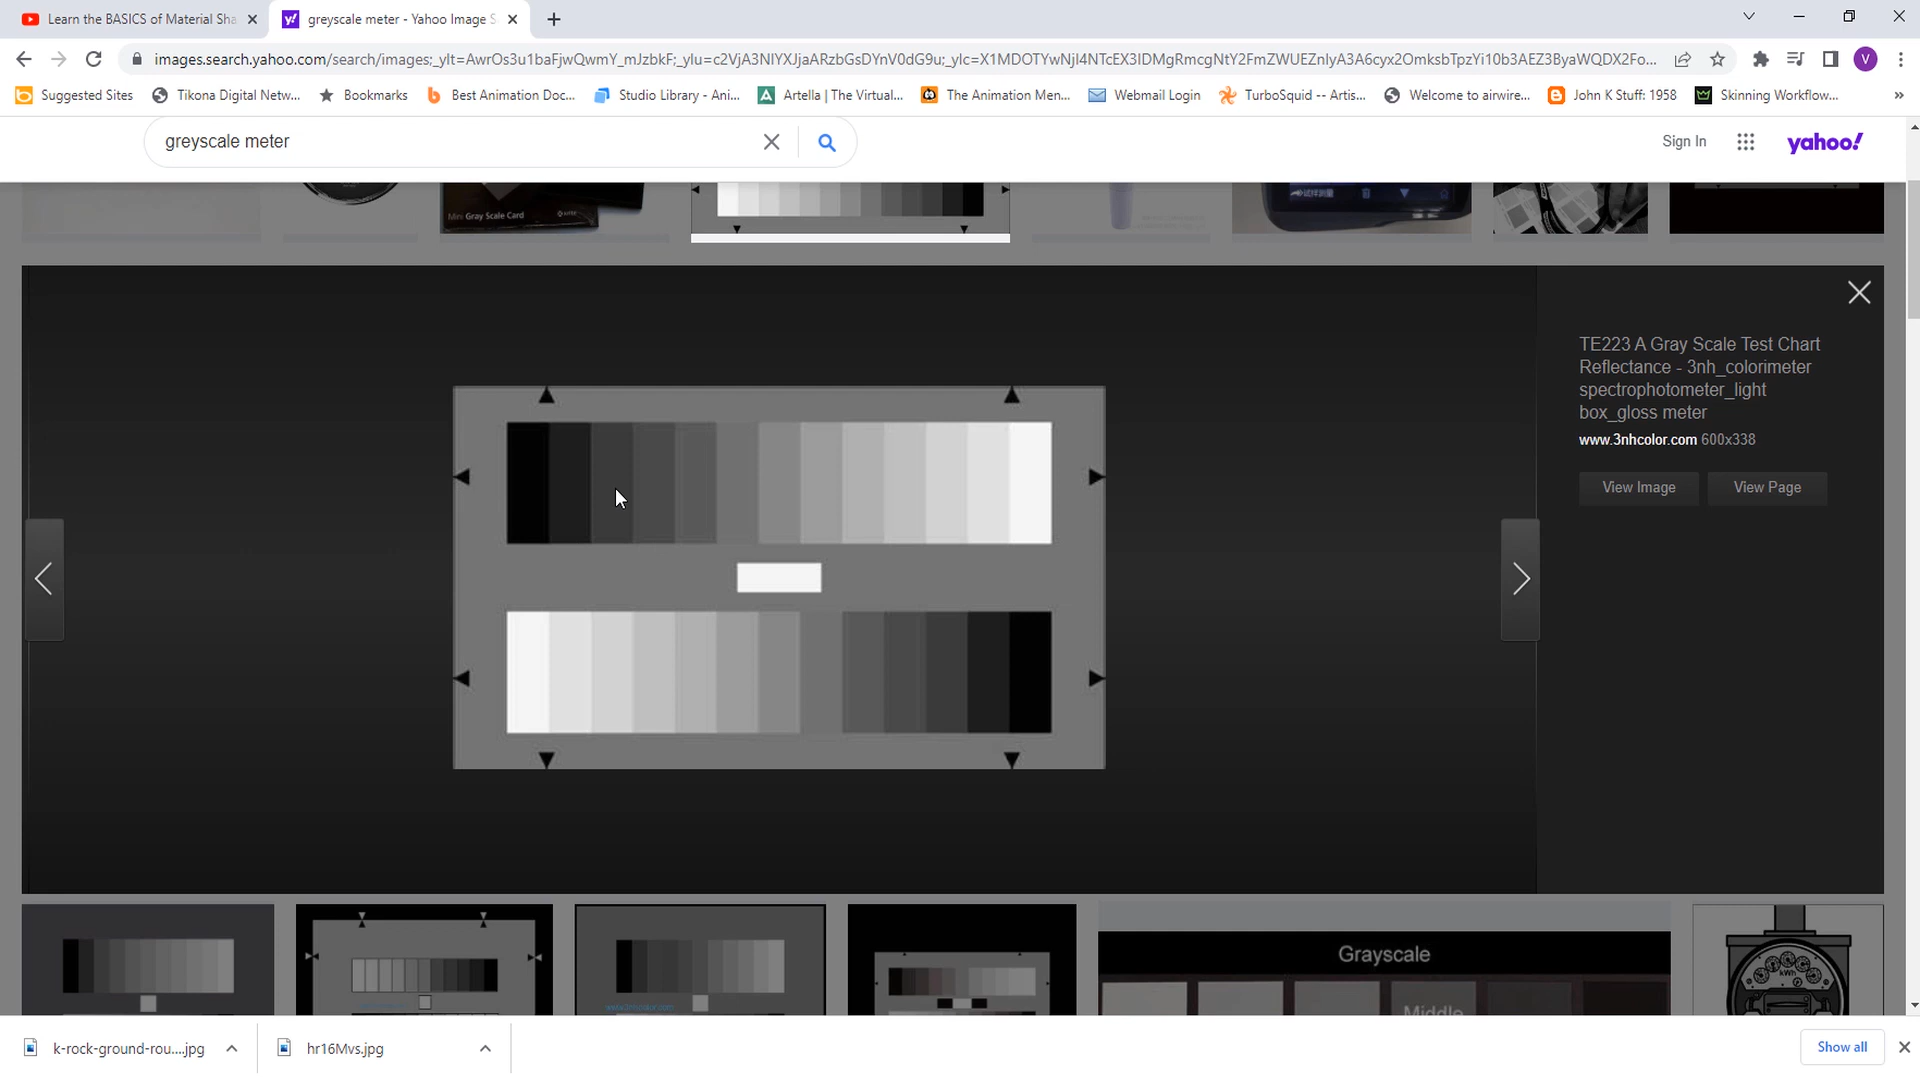 Learn the BASICS of Material Sha
greyscale meter - Yahoo Image S
images.search.yahoo.com/search/images;_ylt=AwrOs3u1baFjwQwmY_mJzbkF;_ylu=c2VjA3NlYXJjaARzbGsDYnV0dG9u;_ylc=X1MDOTYwNjI4NTcEX3IDMgRmcgNtY2FmZWUEZnIyA3A6cyx2OmksbTpzYi10b3AEZ3ByaWQDX2Fo...
V
Suggested Sites
Tikona Digital Netw...
Bookmarks
Best Animation Doc...
Studio Library - Ani...
Artella | The Virtual...
The Animation Men...
Webmail Login
TurboSquid -- Artis...
Welcome to airwire...
John K Stuff: 1958
Skinning Workflow...
greyscale meter
Sign In
yahoo!
Mini Gray Scale Card
TE223 A Gray Scale Test Chart
Reflectance - 3nh_colorimeter
spectrophotometer_light
box_gloss meter
www.3nhcolor.com 600x338
View Image
View Page
Grayscale
Middle
kWh
k-rock-ground-rou....jpg
hr16Mvs.jpg
Show all